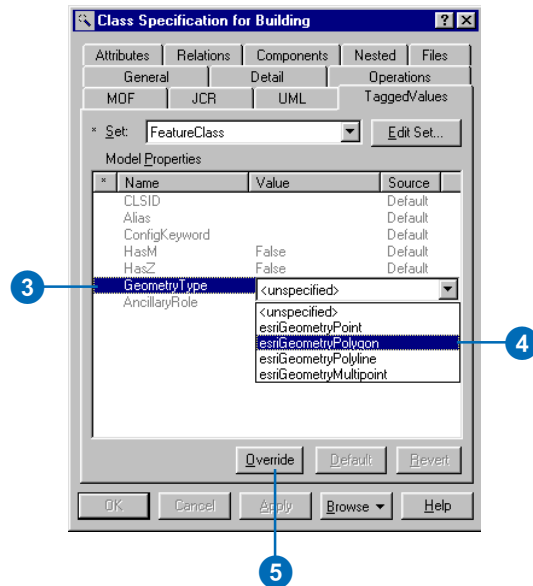 Class Specification for Building
Attributes Relations Components Nested Files
General Detail Operations
MOF JCR UML TaggedValues
* Set: FeatureClass Edit Set...
Model Properties
* Name Value Source
CLSID Default
Alias Default
ConfigKeyword Default
HasM False Default
HasZ False Default
3 GeometryType <unspecified>
AncillaryRole
<unspecified>
esriGeometryPoint
esriGeometryPolygon 4
esriGeometryPolyline
esriGeometryMultipoint
Override Default Revert
OK Cancel Apply Browse Help
5